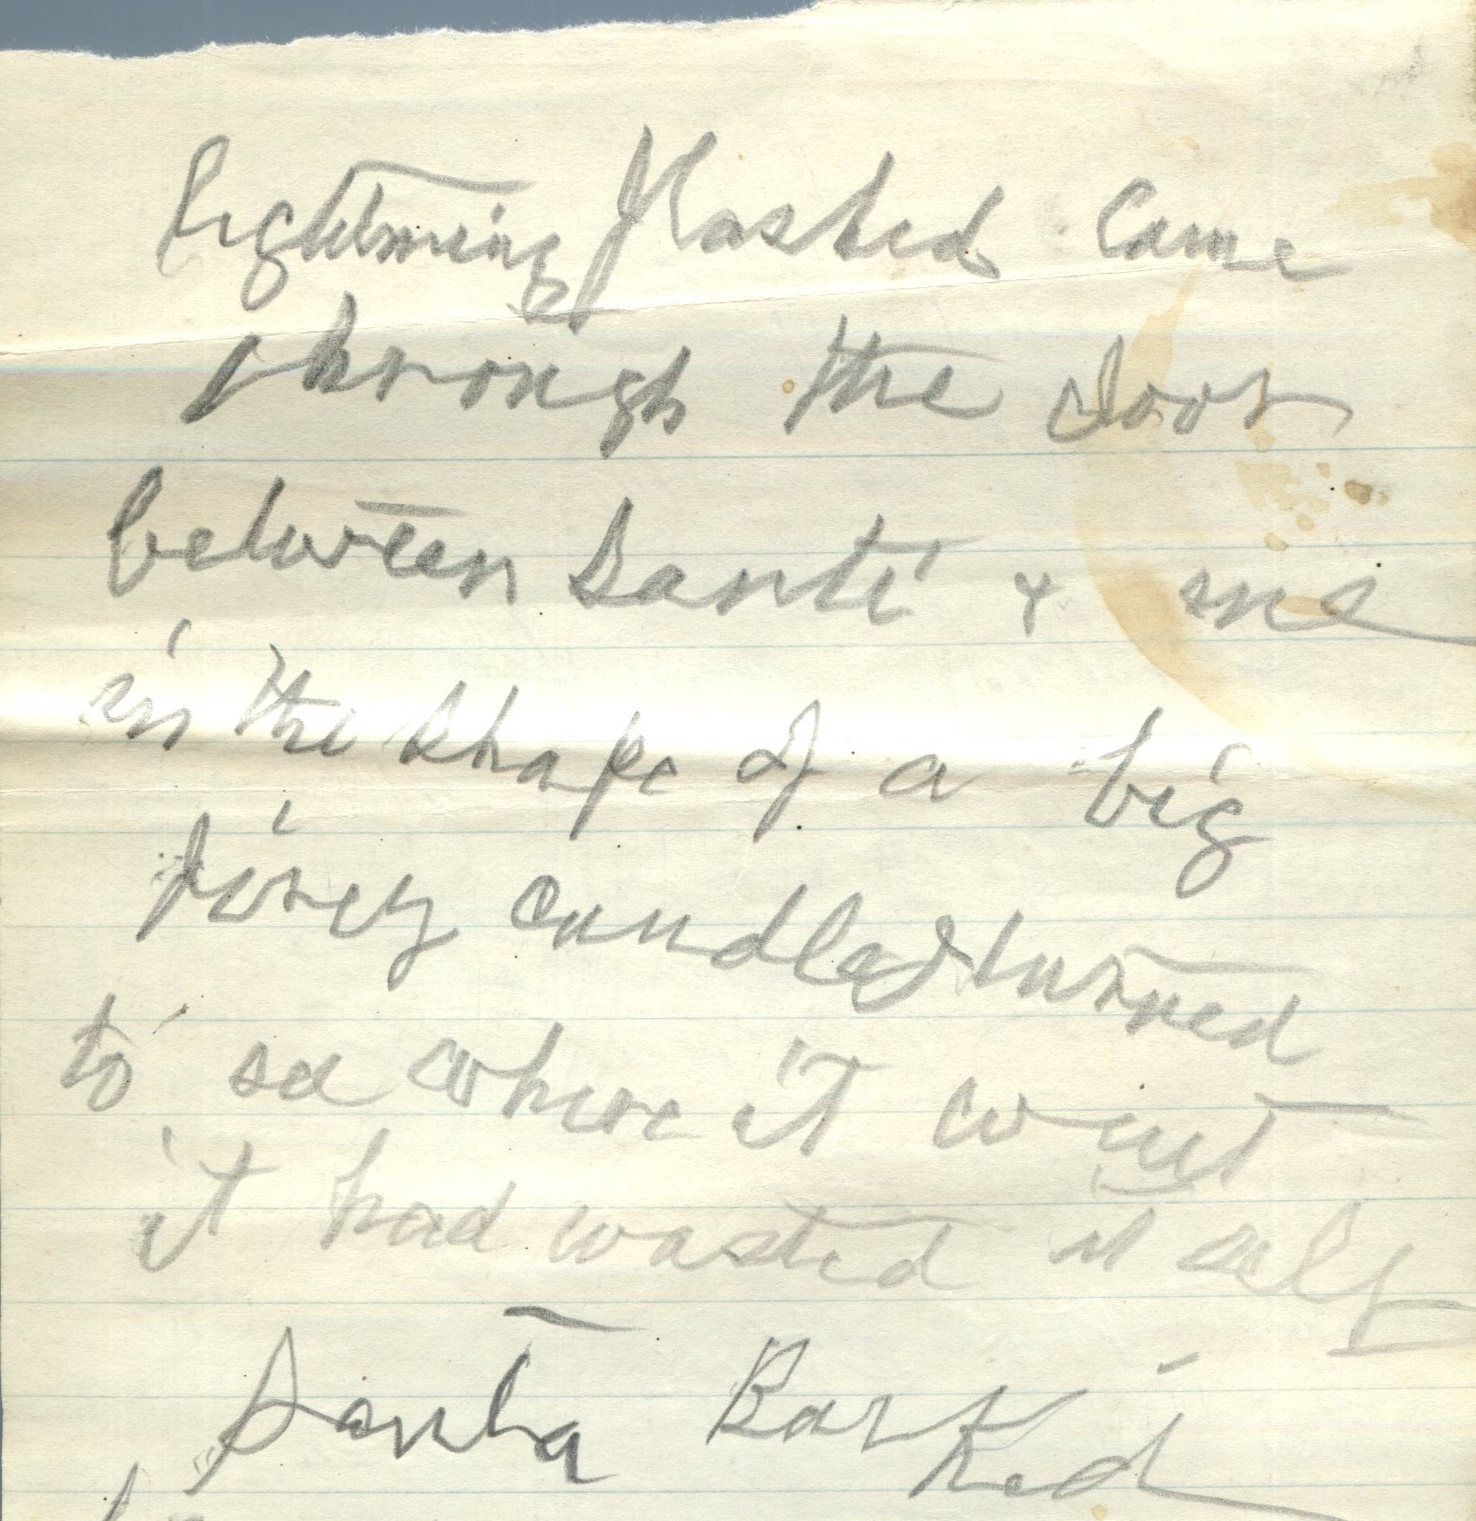 lightning flashed came
through the door
between Santi & me
in the shape of a big
firey candle & turned
to se where it went
it had wasted it self
Santa Barked